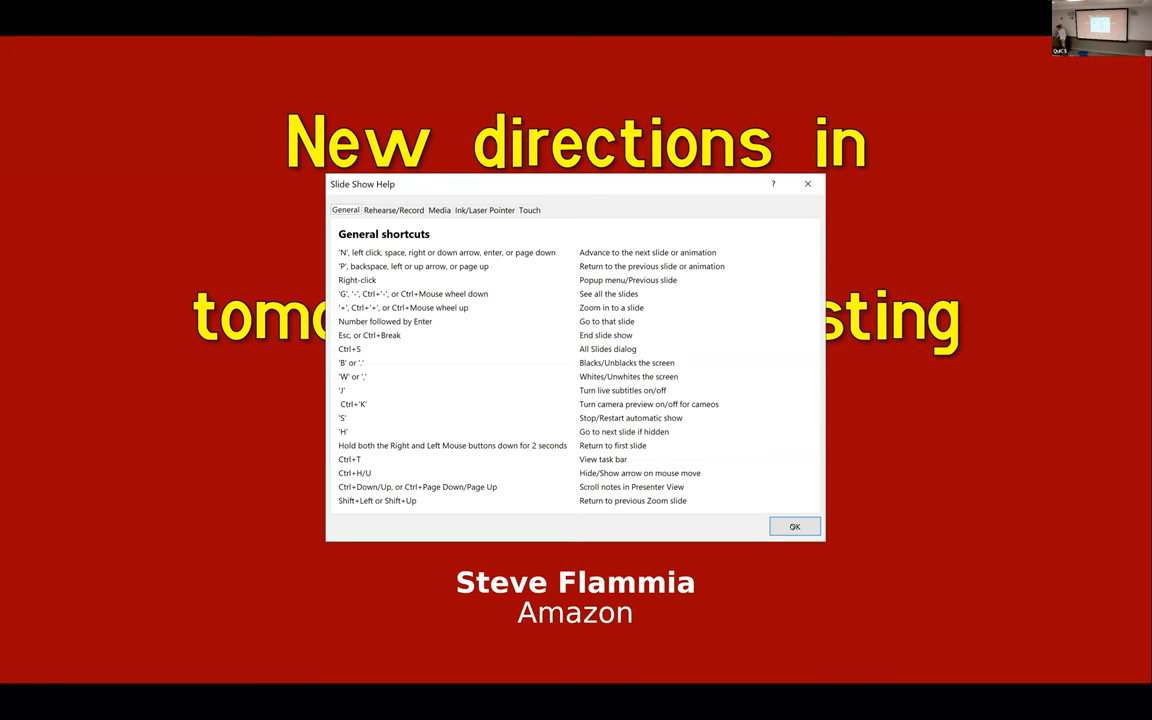 QuICS
New directions in
Slide Show Help
?
General Rehearse/Record Media Ink/Laser Pointer Touch
General shortcuts
'N', left click, space, right or down arrow, enter, or page down Advance to the next slide or animation
'P', backspace, left or up arrow, or page up Return to the previous slide or animation
Right-click Popup menu/Previous slide
'G', '-', Ctrl+'-', or Ctrl+Mouse wheel down See all the slides
'+', Ctrl+'+', or Ctrl+Mouse wheel up Zoom in to a slide
Number followed by Enter Go to that slide
Esc, or Ctrl+Break End slide show
Ctrl+S All Slides dialog
'B' or '.' Blacks/Unblacks the screen
'W' or ',' Whites/Unwhites the screen
'J' Turn live subtitles on/off
Ctrl+'K' Turn camera preview on/off for cameos
'S' Stop/Restart automatic show
'H' Go to next slide if hidden
Hold both the Right and Left Mouse buttons down for 2 seconds Return to first slide
Ctrl+T View task bar
Ctrl+H/U Hide/Show arrow on mouse move
Ctrl+Down/Up, or Ctrl+Page Down/Page Up Scroll notes in Presenter View
Shift+Left or Shift+Up Return to previous Zoom slide
OK
Steve Flammia
Amazon